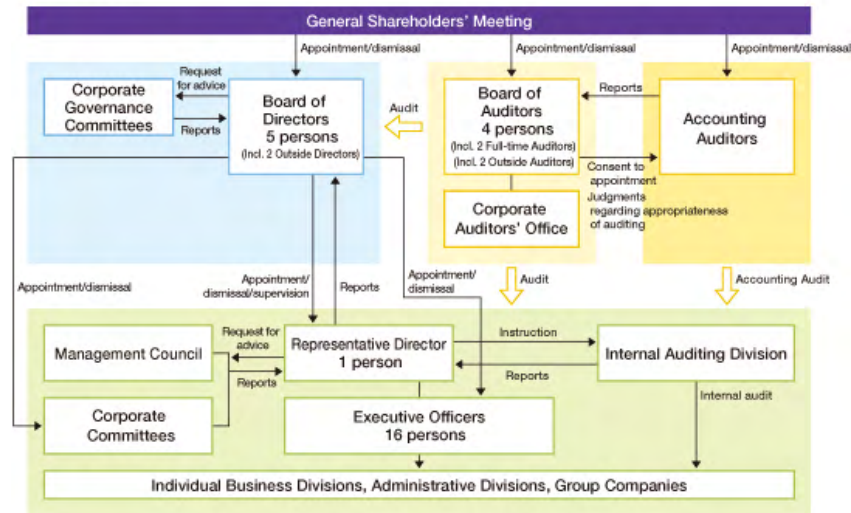 General Shareholders' Meeting
Appointment/dismissal
Appointment/dismissal
Appointment/dismissal
Corporate
Governance
Committees
Request
for advice
Reports
Board of
Directors
5 persons
(Incl. 2 Outside Directors)
Audit
Board of
Auditors
4 persons
(Incl. 2 Full-time Auditors)
(Incl. 2 Outside Auditors)
Reports
Accounting
Auditors
Consent to
appointment
Judgments
regarding appropriateness
of auditing
Corporate
Auditors' Office
Appointment/dismissal
Appointment/
dismissal/supervision
Reports
Appointment/
dismissal
Audit
Accounting Audit
Management Council
Request for
advice
Reports
Representative Director
1 person
Instruction
Reports
Internal Auditing Division
Internal audit
Corporate
Committees
Executive Officers
16 persons
Individual Business Divisions, Administrative Divisions, Group Companies